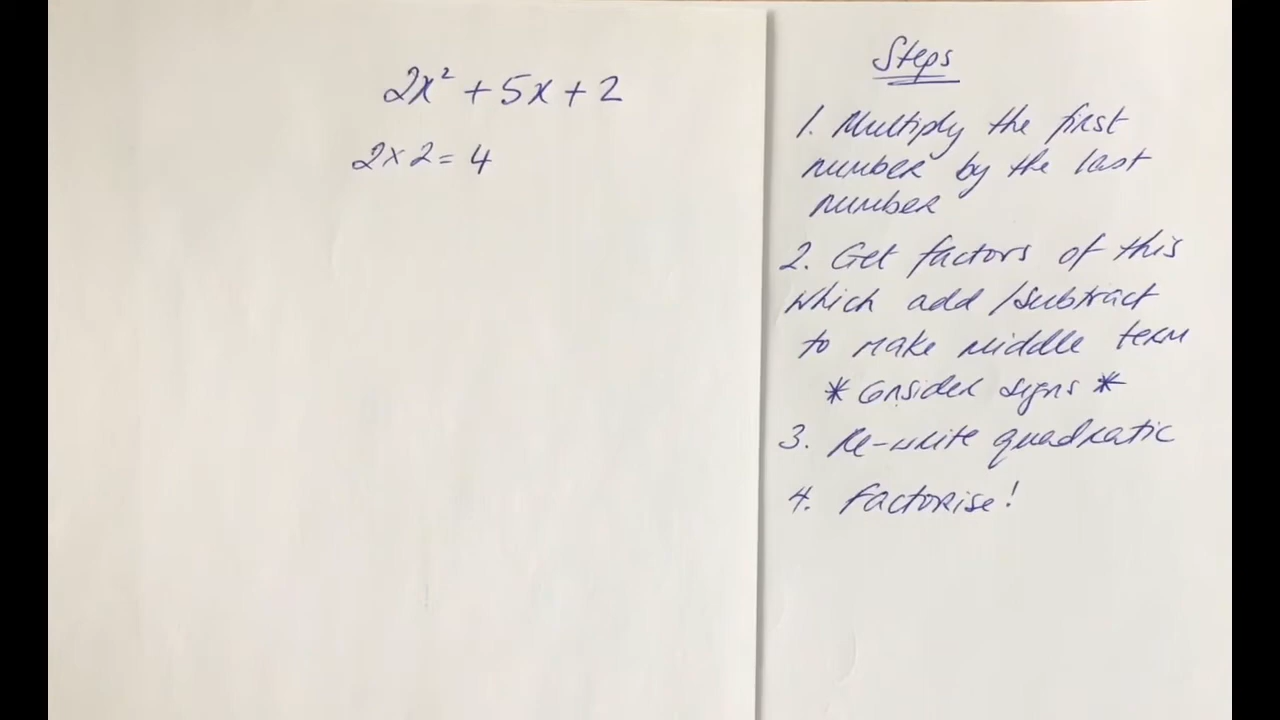 2x² + 5x + 2
2 x 2 = 4
Steps
1. Multiply the first
number by the last
number
2. Get factors of this
which add /subtract
to make middle term
* Consider signs *
3. Re-write quadratic
4. Factorise!